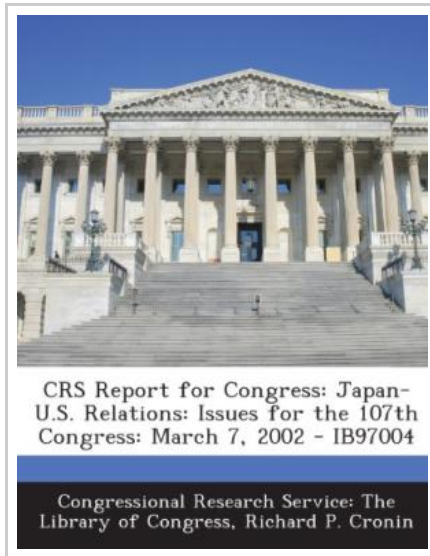 CRS Report for Congress: Japan-
U.S. Relations: Issues for the 107th
Congress: March 7, 2002 - IB97004
Congressional Research Service: The
Library of Congress, Richard P. Cronin